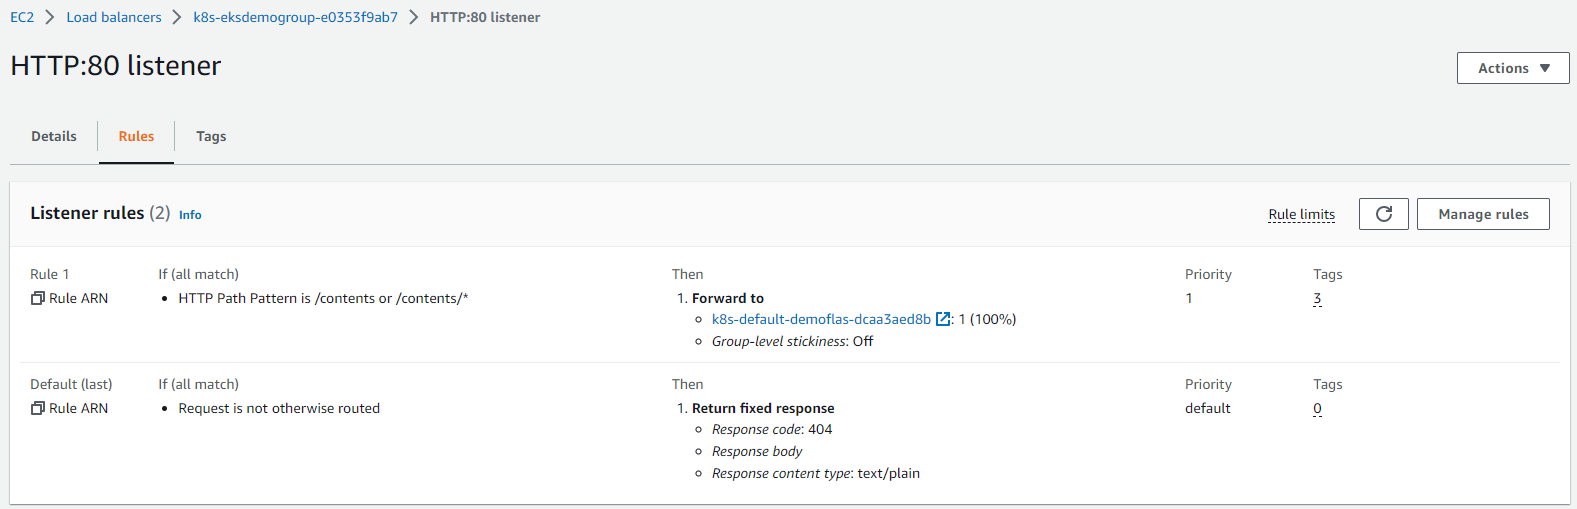 EC2 > Load balancers > k8s-eksdemogroup-e0353f9ab7 > HTTP:80 listener
HTTP:80 listener
Actions ▼
Details
Rules
Tags
Listener rules (2) Info
Rule limits
Manage rules
Rule 1
If (all match)
Then
Priority
Tags
Rule ARN
• HTTP Path Pattern is /contents or /contents/*
1. Forward to
1
3
◦ k8s-default-demoflas-dcaa3aed8b : 1 (100%)
◦ Group-level stickiness: Off
Default (last)
If (all match)
Then
Priority
Tags
Rule ARN
• Request is not otherwise routed
1. Return fixed response
default
0
◦ Response code: 404
◦ Response body
◦ Response content type: text/plain